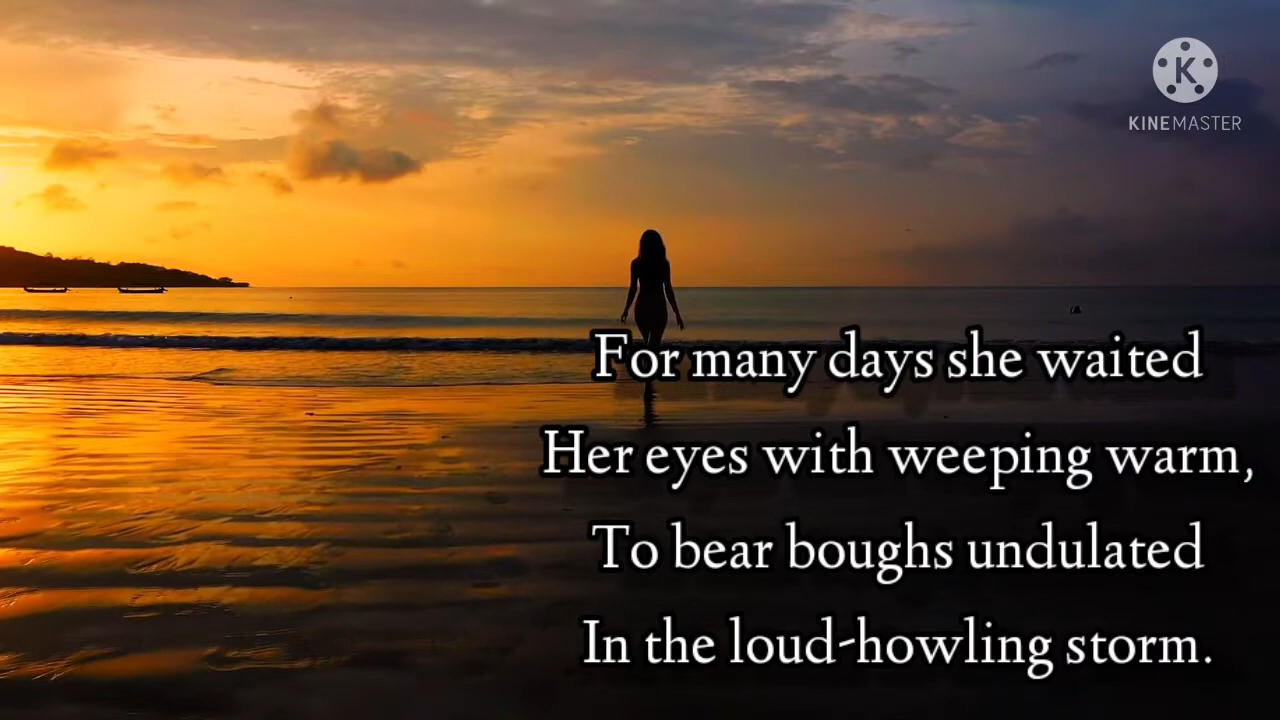 K
KINEMASTER
For many days she waited
Her eyes with weeping warm,
To bear boughs undulated
In the loud-howling storm.